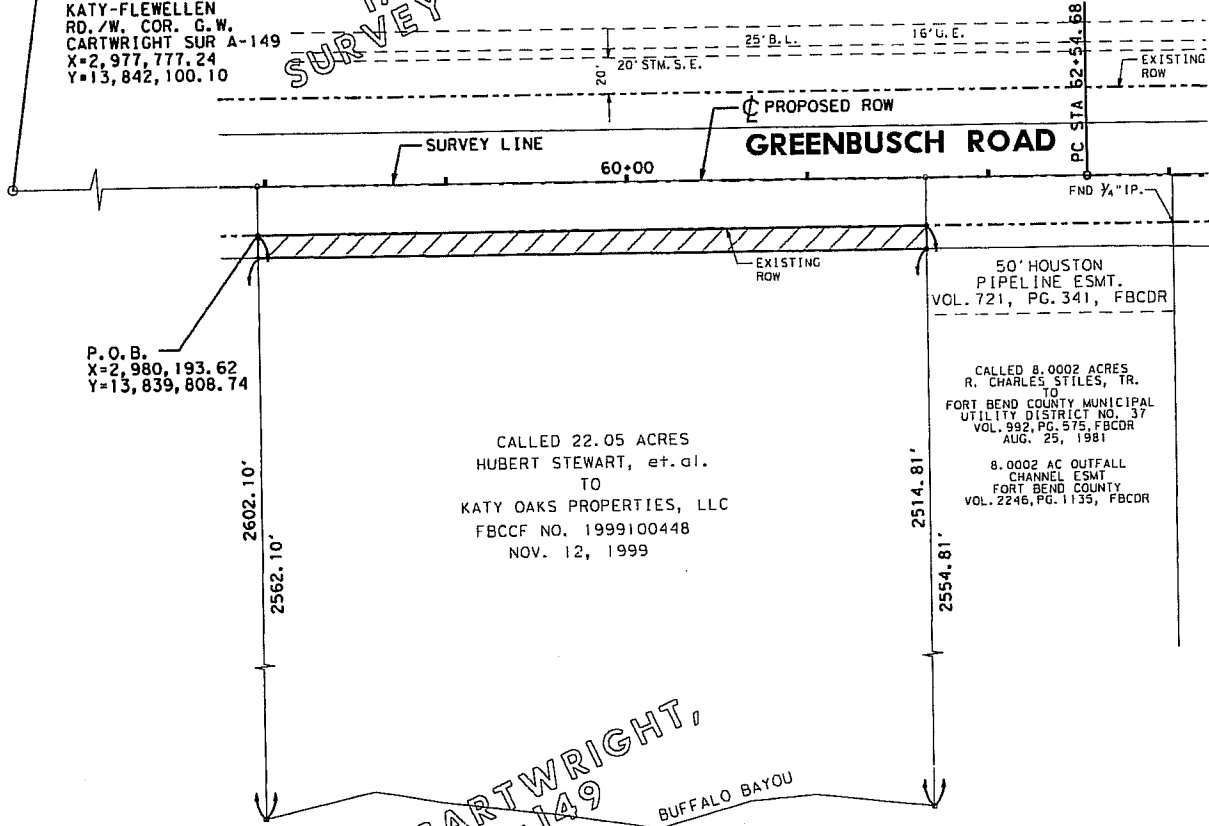 KATY-FLEWELLEN
RD./W. COR. G.W.
CARTWRIGHT SUR A-149
X=2,977,777.24
Y=13,842,100.10
SURVEY
25' B.L.
16' U.E.
20' STM. S.E.
20'
PC STA 62+54.68
EXISTING
ROW
℄ PROPOSED ROW
SURVEY LINE
GREENBUSCH ROAD
60+00
FND ¾" IP.
EXISTING
ROW
50' HOUSTON
PIPELINE ESMT.
VOL. 721, PG. 341, FBCDR
P.O.B.
X=2,980,193.62
Y=13,839,808.74
CALLED 8.0002 ACRES
R. CHARLES STILES, TR.
TO
FORT BEND COUNTY MUNICIPAL
UTILITY DISTRICT NO. 37
VOL. 992, PG. 575, FBCDR
AUG. 25, 1981
8.0002 AC OUTFALL
CHANNEL ESMT
FORT BEND COUNTY
VOL. 2246, PG. 1135, FBCDR
CALLED 22.05 ACRES
HUBERT STEWART, et.al.
TO
KATY OAKS PROPERTIES, LLC
FBCCF NO. 1999100448
NOV. 12, 1999
2602.10'
2562.10'
2514.81'
2554.81'
CARTWRIGHT,
149
BUFFALO BAYOU